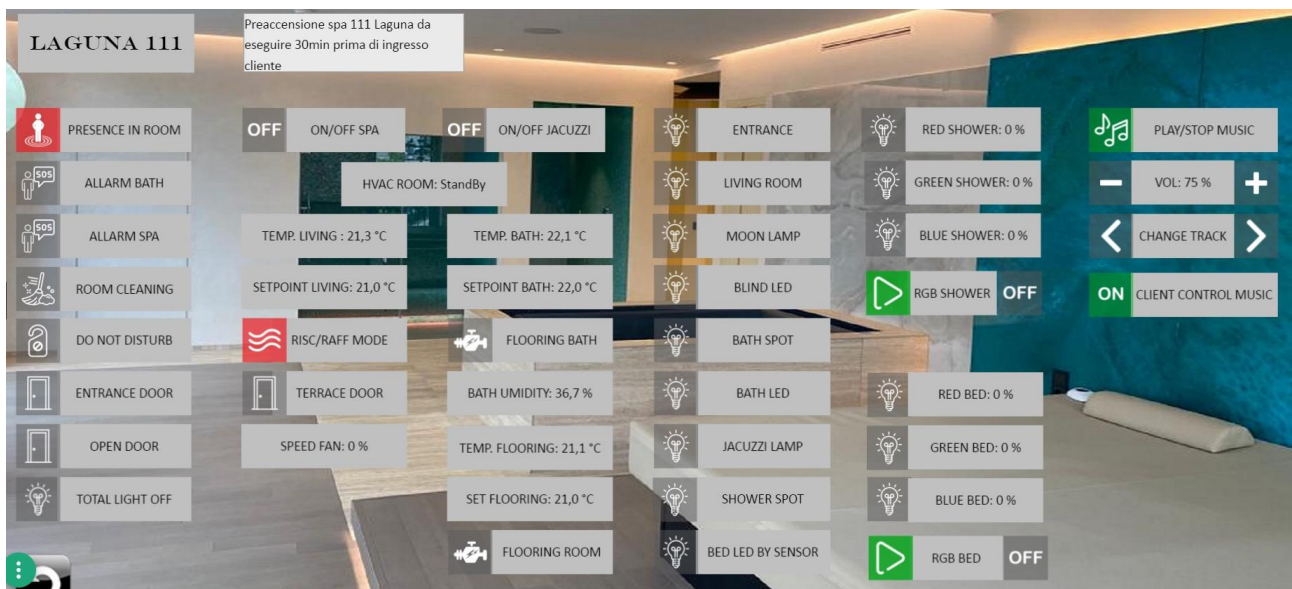 LAGUNA 111
Preaccensione spa 111 Laguna da
eseguire 30min prima di ingresso
cliente
PRESENCE IN ROOM
SOS
ALLARM BATH
SOS
ALLARM SPA
ROOM CLEANING
DO NOT DISTURB
ENTRANCE DOOR
OPEN DOOR
TOTAL LIGHT OFF
OFF ON/OFF SPA
OFF ON/OFF JACUZZI
HVAC ROOM: StandBy
TEMP. LIVING : 21,3 °C
TEMP. BATH: 22,1 °C
SETPOINT LIVING: 21,0 °C
SETPOINT BATH: 22,0 °C
RISC/RAFF MODE
FLOORING BATH
TERRACE DOOR
BATH UMIDITY: 36,7 %
SPEED FAN: 0 %
TEMP. FLOORING: 21,1 °C
SET FLOORING: 21,0 °C
FLOORING ROOM
ENTRANCE
LIVING ROOM
MOON LAMP
BLIND LED
BATH SPOT
BATH LED
JACUZZI LAMP
SHOWER SPOT
BED LED BY SENSOR
RED SHOWER: 0 %
GREEN SHOWER: 0 %
BLUE SHOWER: 0 %
RGB SHOWER OFF
RED BED: 0 %
GREEN BED: 0 %
BLUE BED: 0 %
RGB BED OFF
PLAY/STOP MUSIC
− VOL: 75 % +
CHANGE TRACK
ON CLIENT CONTROL MUSIC